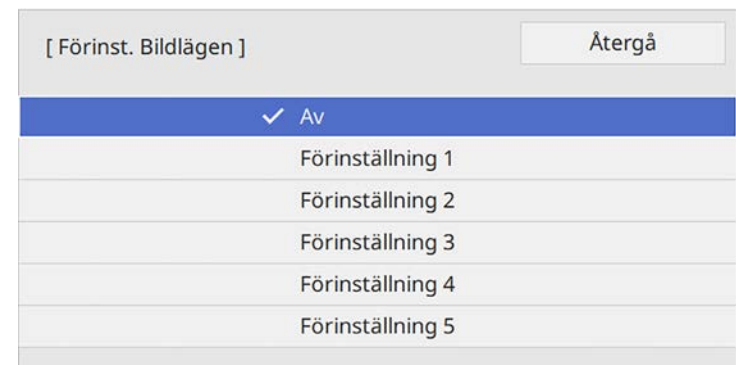 [ Förinst. Bildlägen ]
Återgå
✓ Av
Förinställning 1
Förinställning 2
Förinställning 3
Förinställning 4
Förinställning 5